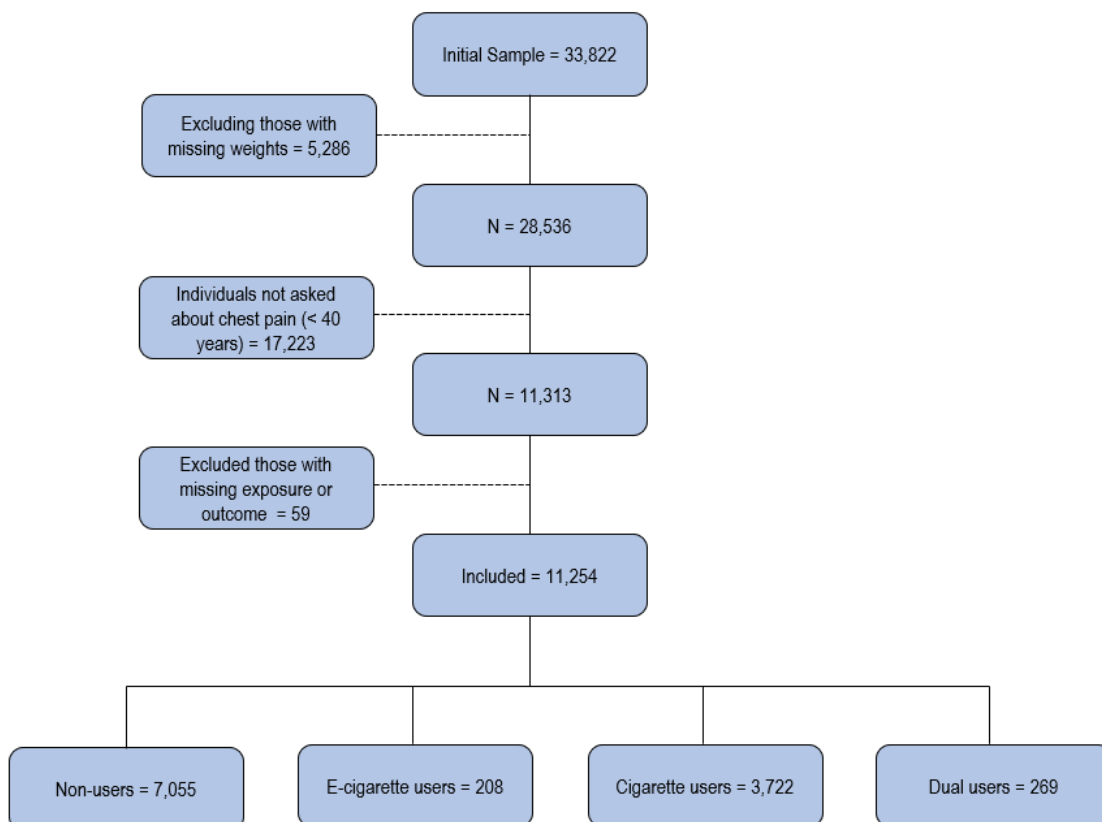 Initial Sample = 33,822
Excluding those with
missing weights = 5,286
N = 28,536
Individuals not asked
about chest pain (< 40
years) = 17,223
N = 11,313
Excluded those with
missing exposure or
outcome  = 59
Included = 11,254
Non-users = 7,055
E-cigarette users = 208
Cigarette users = 3,722
Dual users = 269